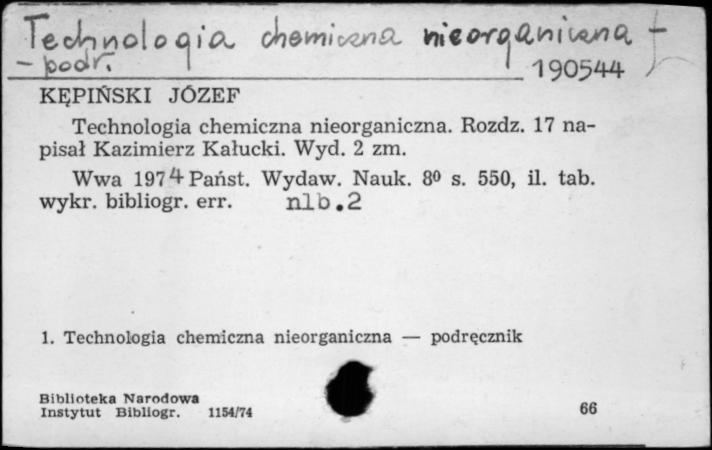 Technologia chemiczna nieorganiczna -
- podr.
190544
KĘPIŃSKI JÓZEF
Technologia chemiczna nieorganiczna. Rozdz. 17 na-
pisał Kazimierz Kałucki. Wyd. 2 zm.
Wwa 1974 Państ. Wydaw. Nauk. 8⁰ s. 550, il. tab.
wykr. bibliogr. err. nlb.2
1. Technologia chemiczna nieorganiczna — podręcznik
Biblioteka Narodowa
Instytut Bibliogr. 1154/74
66